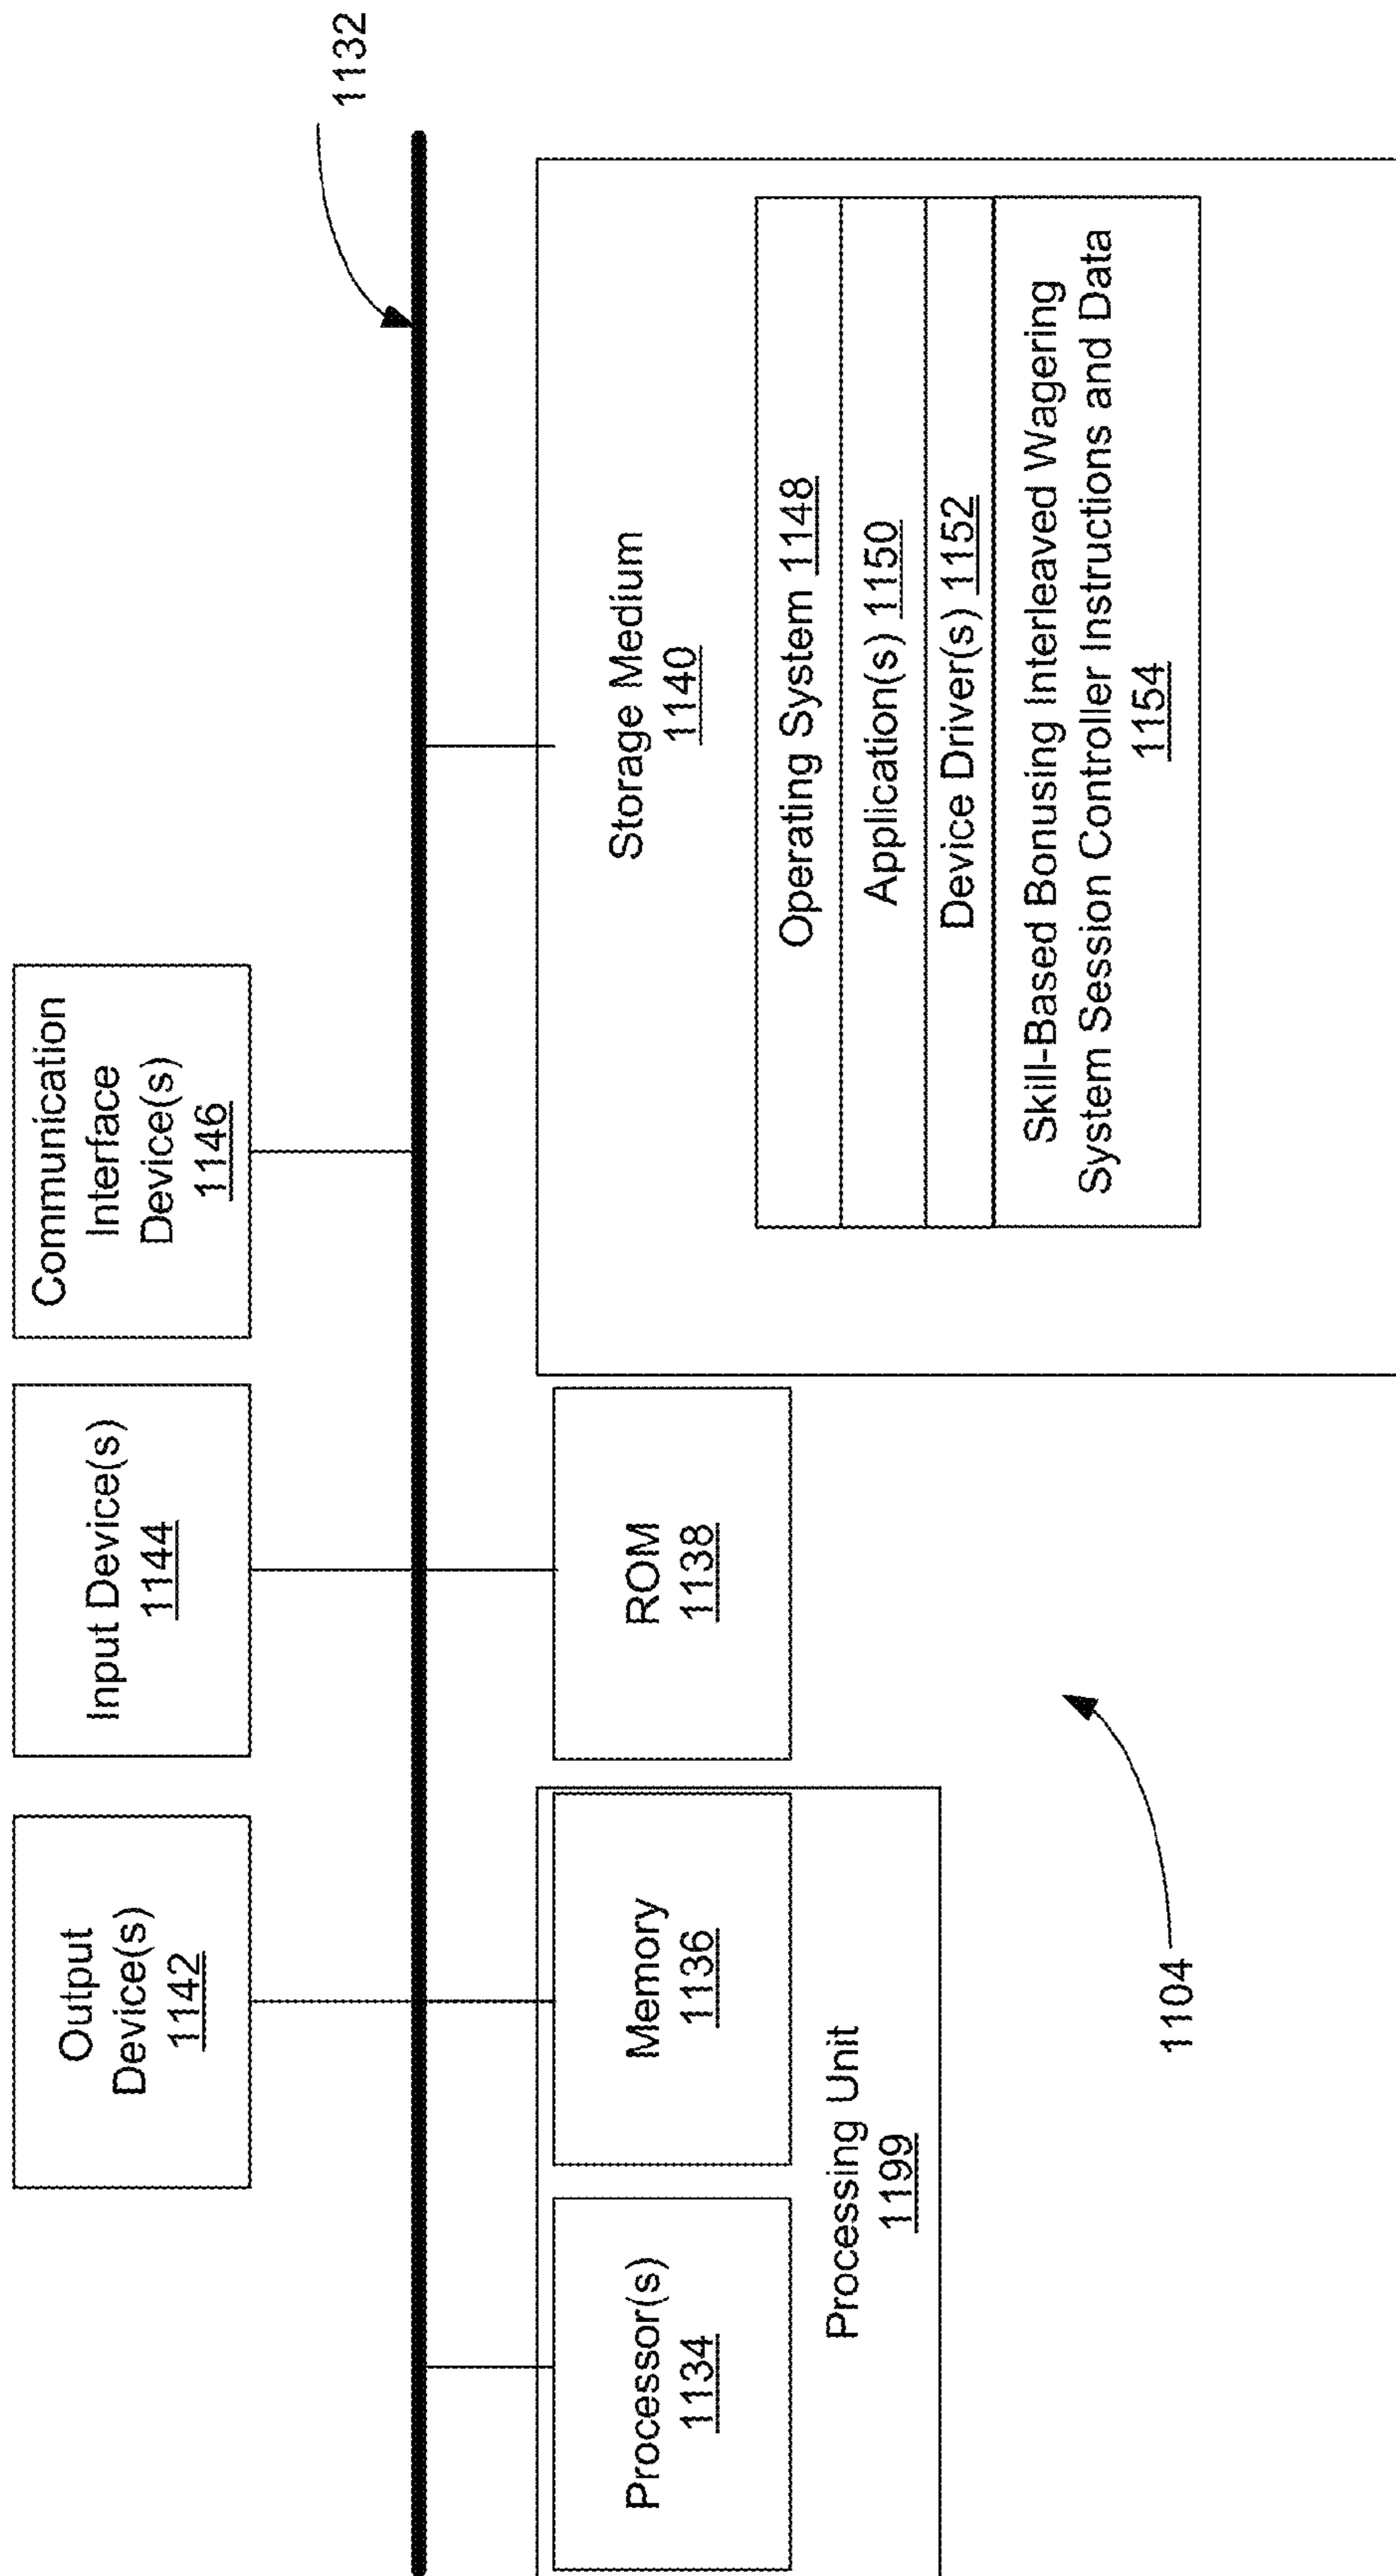 1132
Output
Device(s)
1142
Input Device(s)
1144
Communication
Interface
Device(s)
1146
Processor(s)
1134
Memory
1136
Processing Unit
1199
ROM
1138
Storage Medium
1140
Operating System 1148
Application(s) 1150
Device Driver(s) 1152
Skill-Based Bonusing Interleaved Wagering
System Session Controller Instructions and Data
1154
1104